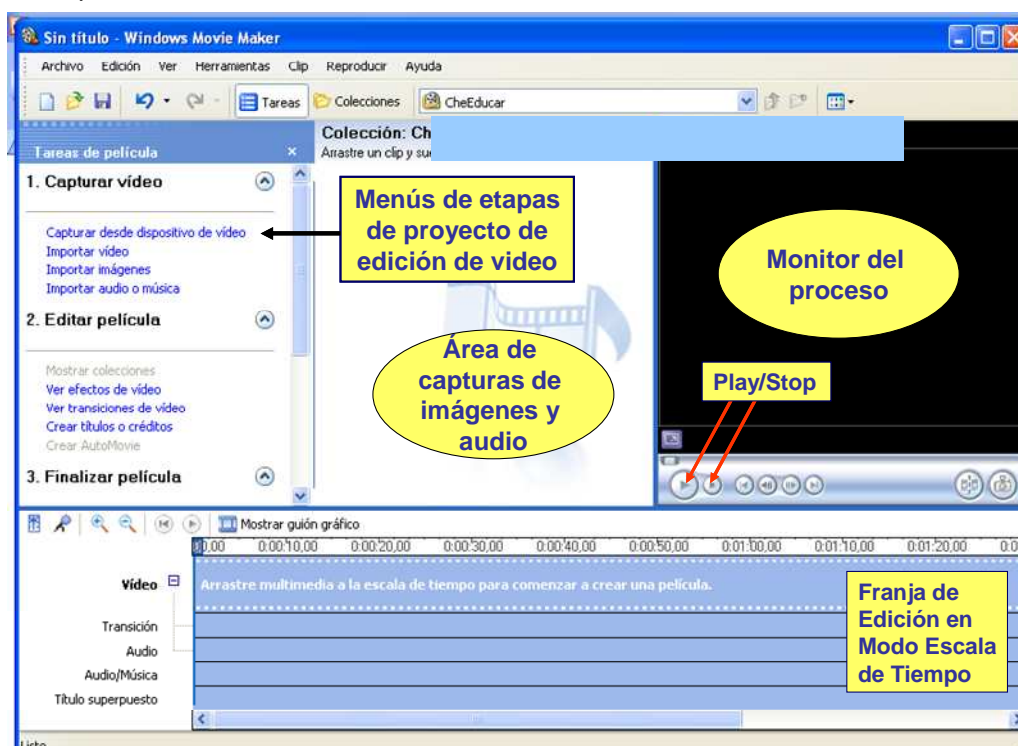 Sin título - Windows Movie Maker
Archivo Edición Ver Herramientas Clip Reproducir Ayuda
Tareas Colecciones CheEducar
Tareas de película
Colección: Ch
Arrastre un clip y
1. Capturar vídeo
Capturar desde dispositivo de vídeo
Importar vídeo
Importar imágenes
Importar audio o música
2. Editar película
Mostrar colecciones
Ver efectos de vídeo
Ver transiciones de vídeo
Crear títulos o créditos
Crear AutoMovie
3. Finalizar película
Menús de etapas
de proyecto de
edición de video
Área de
capturas de
imágenes y
audio
Monitor del
proceso
Play/Stop
Mostrar guión gráfico
0:00:10,00 0:00:20,00 0:00:30,00 0:00:40,00 0:00:50,00 0:01:00,00 0:01:10,00 0:01:20,00
Vídeo
Arrastre multimedia a la escala de tiempo para comenzar a crear una película.
Transición
Audio
Audio/Música
Título superpuesto
Franja de
Edición en
Modo Escala
de Tiempo